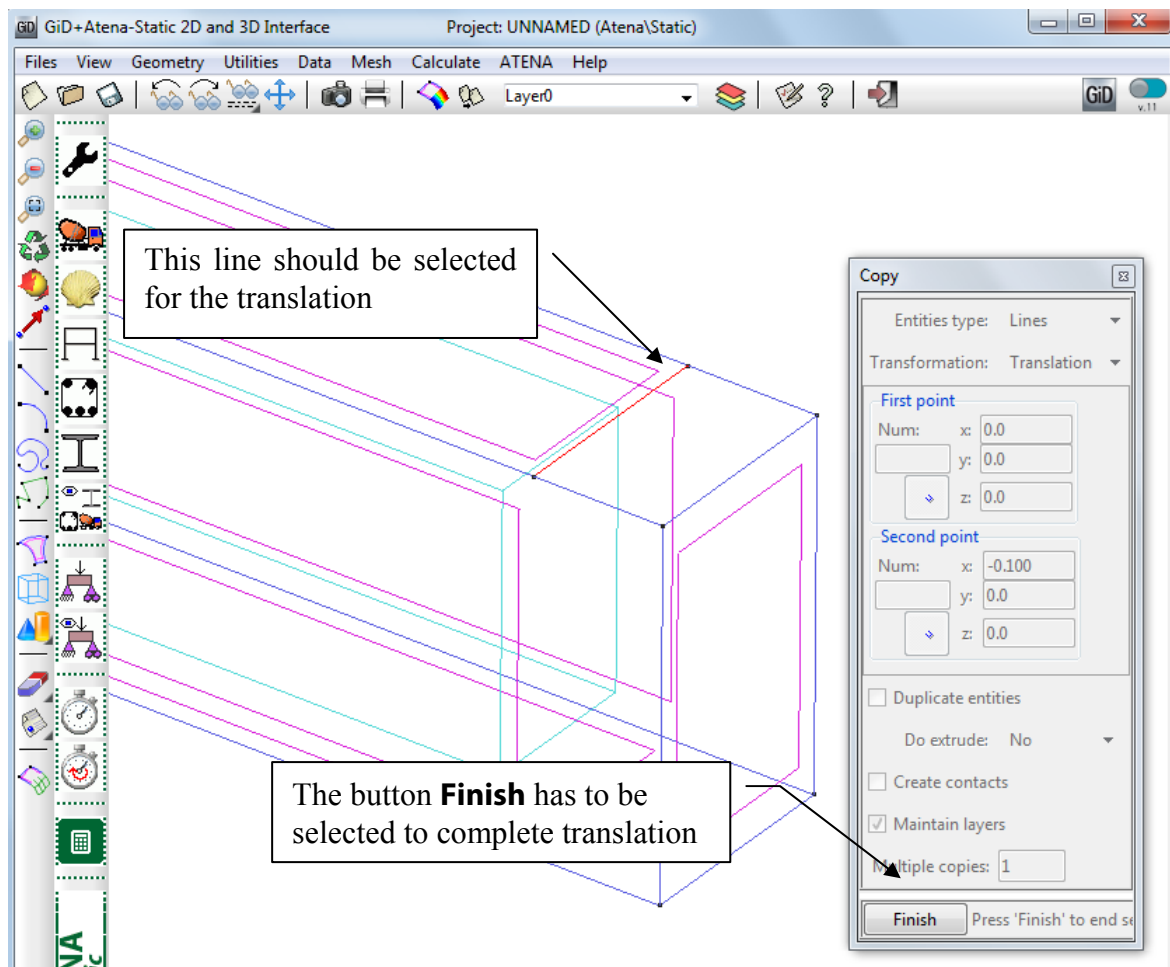 GiD GiD+Atena-Static 2D and 3D Interface Project: UNNAMED (Atena\Static)
Files View Geometry Utilities Data Mesh Calculate ATENA Help
Layer0 GiD
v.11
This line should be selected
for the translation
Copy
Entities type: Lines
Transformation: Translation
First point
Num: x: 0.0
y: 0.0
z: 0.0
Second point
Num: x: -0.100
y: 0.0
z: 0.0
Duplicate entities
Do extrude: No
Create contacts
Maintain layers
Multiple copies: 1
Finish Press 'Finish' to end se
The button Finish has to be
selected to complete translation